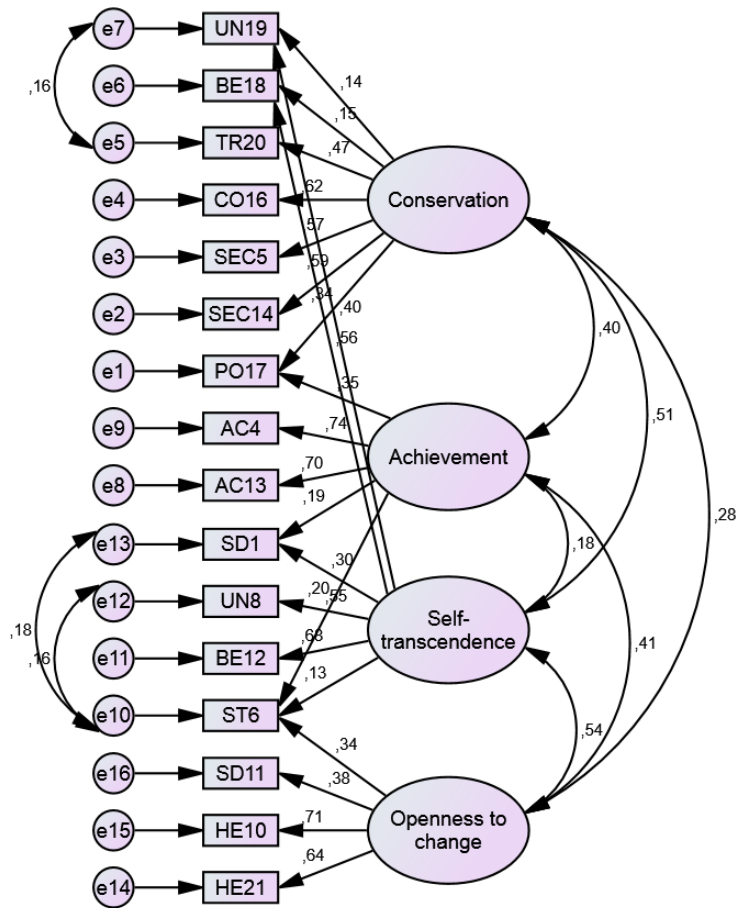 e7 UN19
,14
e6 BE18
,16
,15
e5 TR20
,47
e4 CO16
,62
Conservation
,57
e3 SEC5
,59
e2 SEC14
,34
,40
,56
,40
e1 PO17
,35
,51
e9 AC4
,74
Achievement
e8 AC13
,70
,19
,28
e13 SD1
,18
,30
e12 UN8
,20
,55
Self-
transcendence
,18
,16
e11 BE12
,68
,41
e10 ST6
,13
,54
,34
e16 SD11
,38
Openness to
change
e15 HE10
,71
,64
e14 HE21